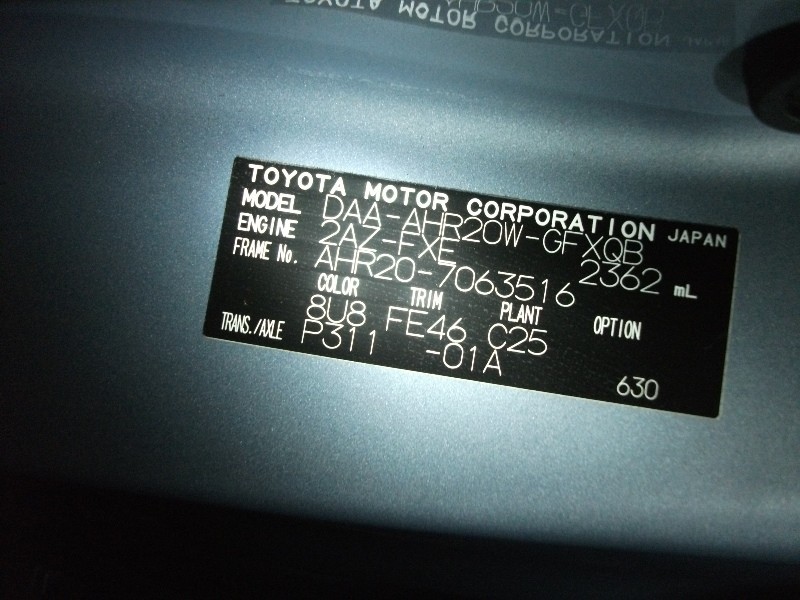 TOYOTA MOTOR CORPORATION JAPAN
MODEL DAA-AHR20W-GFXQB
ENGINE 2AZ-FXE 2362 mL
FRAME No. AHR20-7063516
COLOR TRIM PLANT OPTION
8U8 FE46 C25
TRANS./AXLE P311 -01A
630